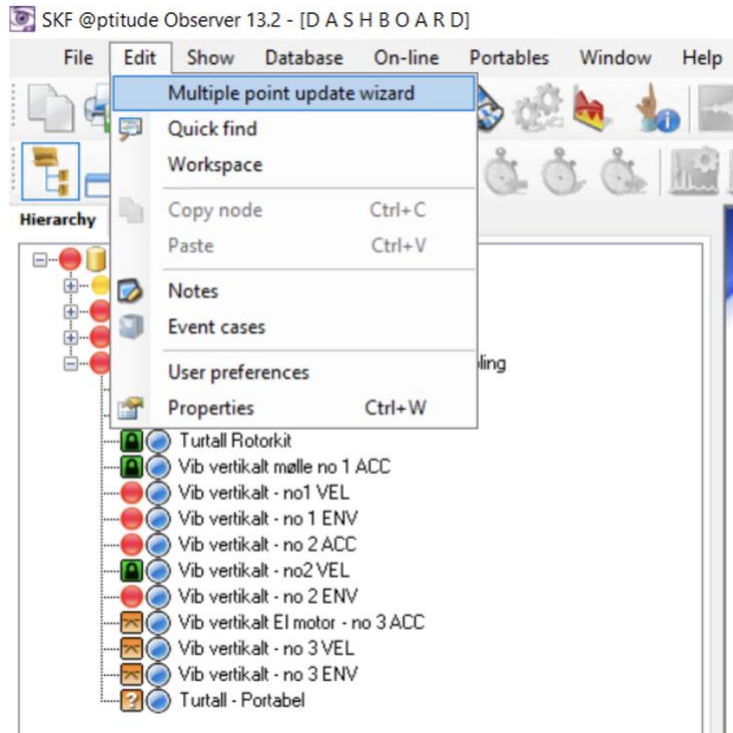 SKF @ptitude Observer 13.2 - [D A S H B O A R D]
File Edit Show Database On-line Portables Window Help
Multiple point update wizard
Quick find
Workspace
Hierarchy
Copy node Ctrl+C
Paste Ctrl+V
Notes
Event cases
User preferences
Properties Ctrl+W
Turtall Rotorkit
Vib vertikalt mølle no 1 ACC
Vib vertikalt - no1 VEL
Vib vertikalt - no 1 ENV
Vib vertikalt - no 2 ACC
Vib vertikalt - no2 VEL
Vib vertikalt - no 2 ENV
Vib vertikalt El motor - no 3 ACC
Vib vertikalt - no 3 VEL
Vib vertikalt - no 3 ENV
Turtall - Portabel